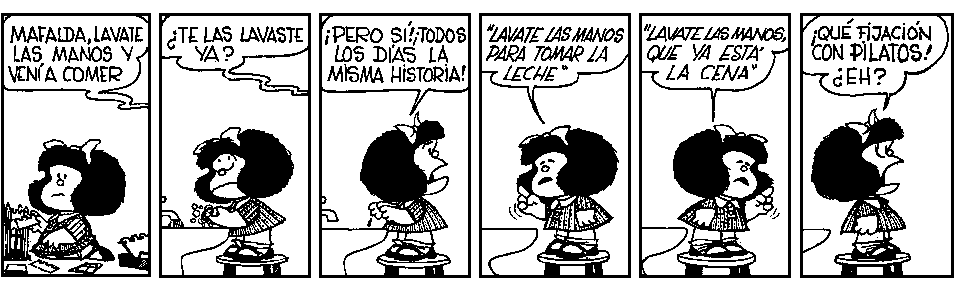 MAFALDA, LAVATE
LAS MANOS Y
VENÍ A COMER
¿TE LAS LAVASTE
YA?
¡PERO SÍ!¡TODOS
LOS DÍAS LA
MISMA HISTORIA!
"LAVATE LAS MANOS
PARA TOMAR LA
LECHE"
"LAVATE LAS MANOS,
QUE YA ESTÁ
LA CENA"
¡QUÉ FIJACIÓN
CON PILATOS!
¿EH?